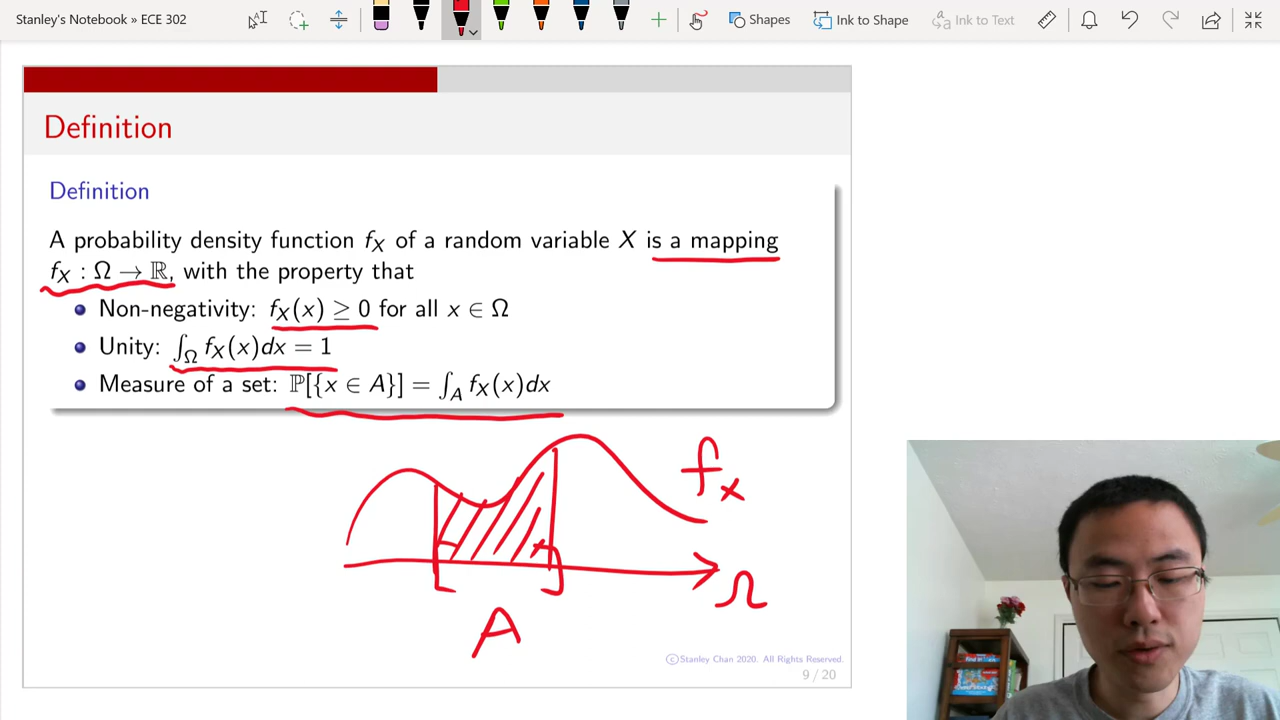 Stanley's Notebook » ECE 302
Shapes
Ink to Shape
Ink to Text
Definition
Definition
A probability density function f_X of a random variable X is a mapping
f_X : Ω → ℝ, with the property that
• Non-negativity: f_X(x) ≥ 0 for all x ∈ Ω
• Unity: ∫_Ω f_X(x)dx = 1
• Measure of a set: ℙ[{x ∈ A}] = ∫_A f_X(x)dx
f_X
Ω
A
©Stanley Chan 2020. All Rights Reserved.
9 / 20